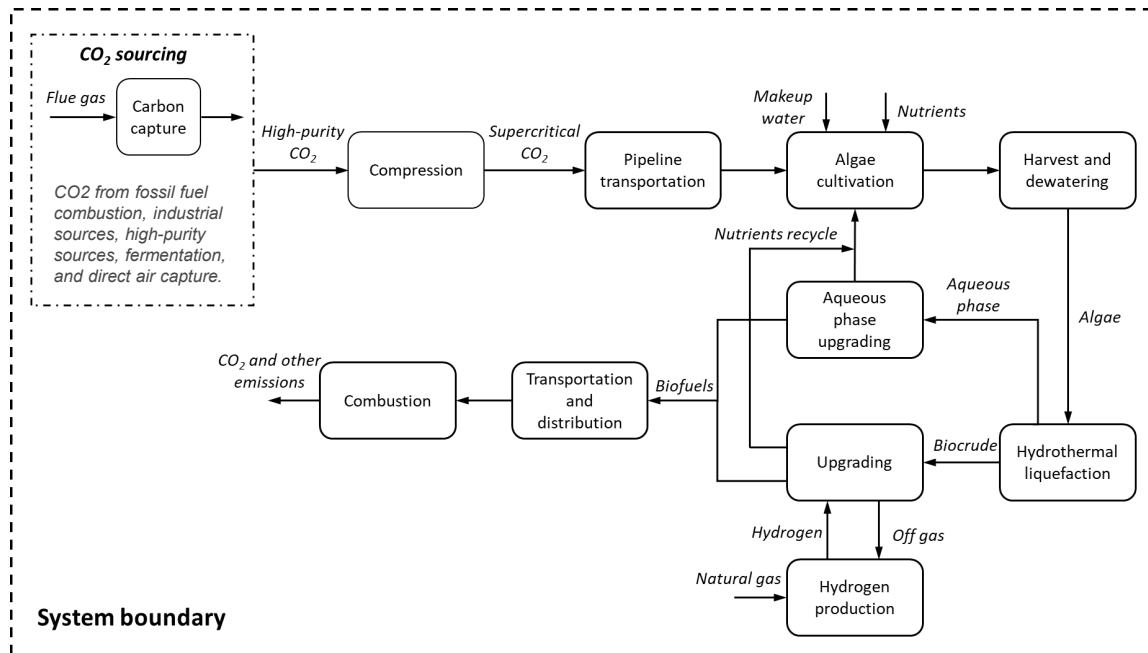 CO2 sourcing
Flue gas
Carbon
capture
CO2 from fossil fuel
combustion, industrial
sources, high-purity
sources, fermentation,
and direct air capture.
High-purity
CO2
Compression
Supercritical
CO2
Pipeline
transportation
Makeup
water
Nutrients
Algae
cultivation
Harvest and
dewatering
Nutrients recycle
Aqueous
phase
upgrading
Aqueous
phase
Algae
CO2 and other
emissions
Combustion
Transportation
and
distribution
Biofuels
Upgrading
Biocrude
Hydrothermal
liquefaction
Hydrogen
Off gas
Natural gas
Hydrogen
production
System boundary